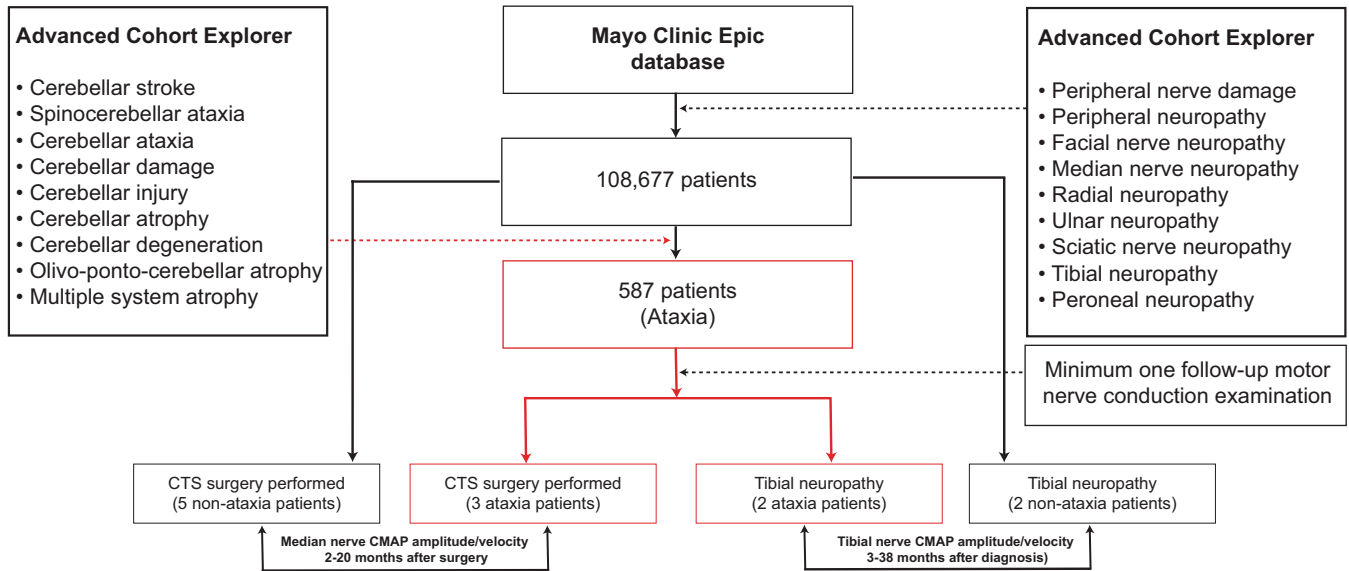 Advanced Cohort Explorer
• Cerebellar stroke
• Spinocerebellar ataxia
• Cerebellar ataxia
• Cerebellar damage
• Cerebellar injury
• Cerebellar atrophy
• Cerebellar degeneration
• Olivo-ponto-cerebellar atrophy
• Multiple system atrophy
Mayo Clinic Epic
database
Advanced Cohort Explorer
• Peripheral nerve damage
• Peripheral neuropathy
• Facial nerve neuropathy
• Median nerve neuropathy
• Radial neuropathy
• Ulnar neuropathy
• Sciatic nerve neuropathy
• Tibial neuropathy
• Peroneal neuropathy
108,677 patients
587 patients
(Ataxia)
Minimum one follow-up motor
nerve conduction examination
CTS surgery performed
(5 non-ataxia patients)
CTS surgery performed
(3 ataxia patients)
Tibial neuropathy
(2 ataxia patients)
Tibial neuropathy
(2 non-ataxia patients)
Median nerve CMAP amplitude/velocity
2-20 months after surgery
Tibial nerve CMAP amplitude/velocity
3-38 months after diagnosis)